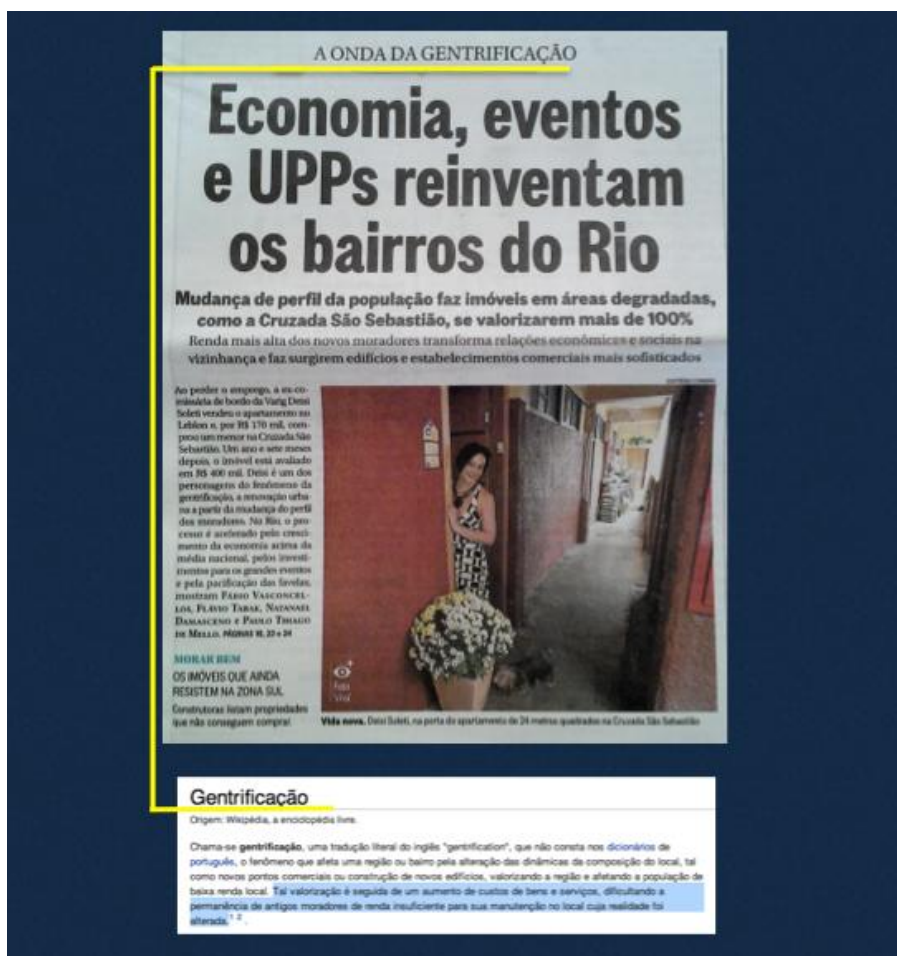 A ONDA DA GENTRIFICAÇÃO
Economia, eventos
e UPPs reinventam
os bairros do Rio
Mudança de perfil da população faz imóveis em áreas degradadas,
como a Cruzada São Sebastião, se valorizarem mais de 100%
Renda mais alta dos novos moradores transforma relações econômicas e sociais na
vizinhança e faz surgirem edifícios e estabelecimentos comerciais mais sofisticados
Ao perder o emprego, a ex-co-
missária de bordo da Varig Deisi
Soleti vendeu o apartamento no
Leblon e, por R$ 170 mil, com-
prou um menor na Cruzada São
Sebastião. Um ano e sete meses
depois, o imóvel está avaliado
em R$ 400 mil. Deisi é um dos
personagens do fenômeno da
gentrificação, a renovação urba-
na a partir da mudança do perfil
dos moradores. No Rio, o pro-
cesso é acelerado pelo cresci-
mento da economia acima da
média nacional, pelos investi-
mentos para os grandes eventos
e pela pacificação das favelas,
mostram FÁBIO VASCONCEL-
LOS, FLÁVIO TABAK, NATANAEL
DAMASCENO e PAULO THIAGO
DE MELLO. PÁGINAS 18, 23 e 24
MORAR BEM
OS IMÓVEIS QUE AINDA
RESISTEM NA ZONA SUL
Construtoras listam propriedades
que não conseguem comprar
Vida nova. Deisi Soleti, na porta do apartamento de 24 metros quadrados na Cruzada São Sebastião
Gentrificação
Origem: Wikipédia, a enciclopédia livre.
Chama-se gentrificação, uma tradução literal do inglês "gentrification", que não consta nos dicionários de
português, o fenômeno que afeta uma região ou bairro pela alteração das dinâmicas da composição do local, tal
como novos pontos comerciais ou construção de novos edifícios, valorizando a região e afetando a população de
baixa renda local. Tal valorização é seguida de um aumento de custos de bens e serviços, dificultando a
permanência de antigos moradores de renda insuficiente para sua manutenção no local cuja realidade foi
alterada.1 2 .